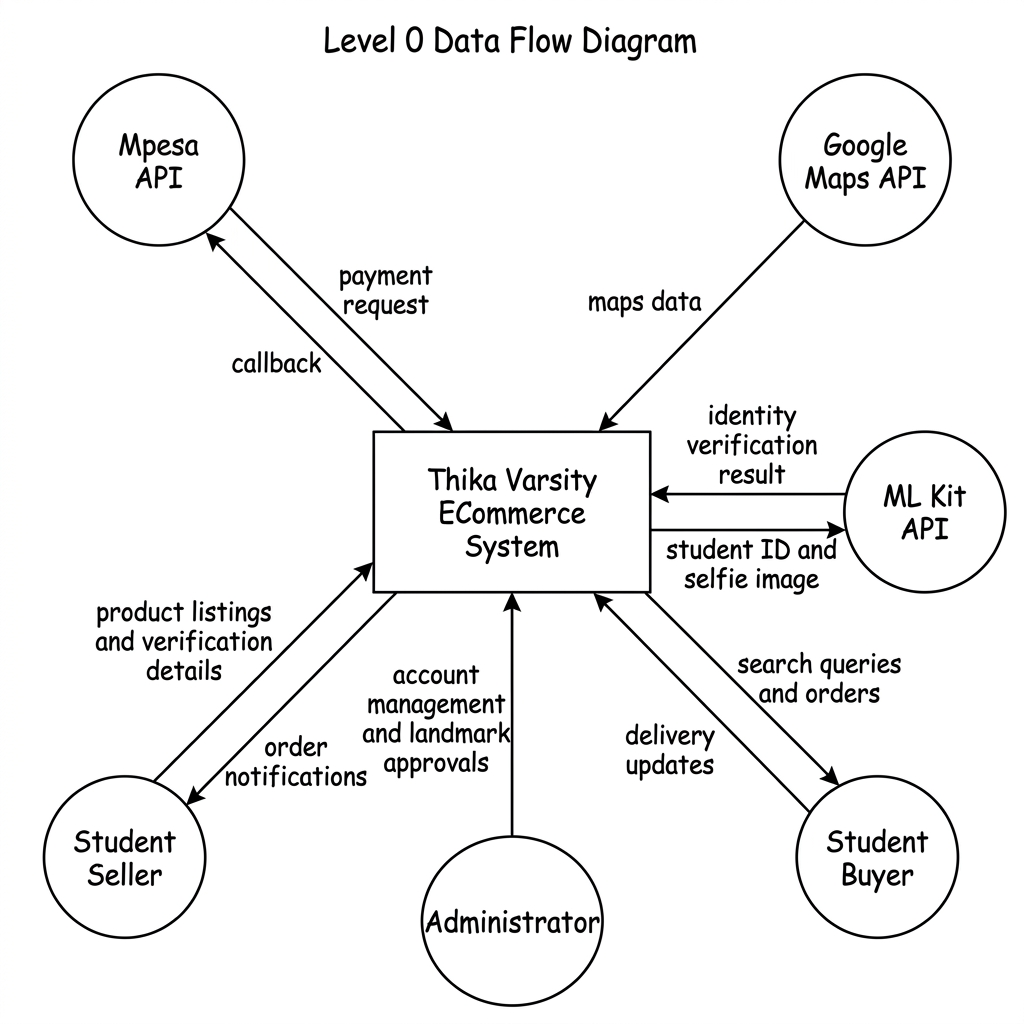 Level 0 Data Flow Diagram
Mpesa
API
Google
Maps API
payment
request
maps data
callback
identity
verification
result
Thika Varsity
ECommerce
System
ML Kit
API
student ID and
selfie image
product listings
and verification
details
account
management
and landmark
approvals
search queries
and orders
order
notifications
delivery
updates
Student
Seller
Administrator
Student
Buyer